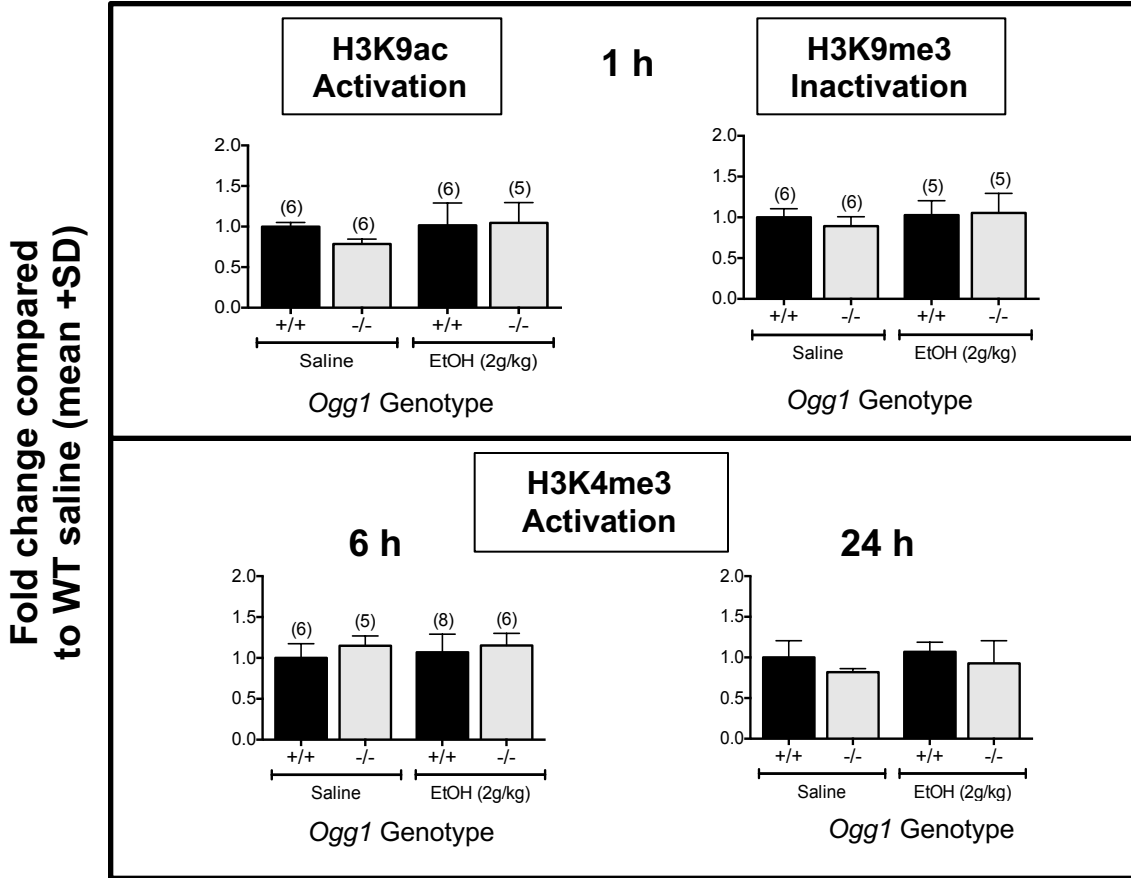 Fold change compared
to WT saline (mean +SD)
H3K9ac
Activation
1 h
H3K9me3
Inactivation
2.0
1.5
1.0
0.5
0.0
(6)
(6)
(6)
(5)
+/+
-/-
+/+
-/-
Saline
EtOH (2g/kg)
Ogg1 Genotype
2.0
1.5
1.0
0.5
0.0
(6)
(6)
(5)
(5)
+/+
-/-
+/+
-/-
Saline
EtOH (2g/kg)
Ogg1 Genotype
H3K4me3
Activation
6 h
2.0
1.5
1.0
0.5
0.0
(6)
(5)
(8)
(6)
+/+
-/-
+/+
-/-
Saline
EtOH (2g/kg)
Ogg1 Genotype
24 h
2.0
1.5
1.0
0.5
0.0
+/+
-/-
+/+
-/-
Saline
EtOH (2g/kg)
Ogg1 Genotype